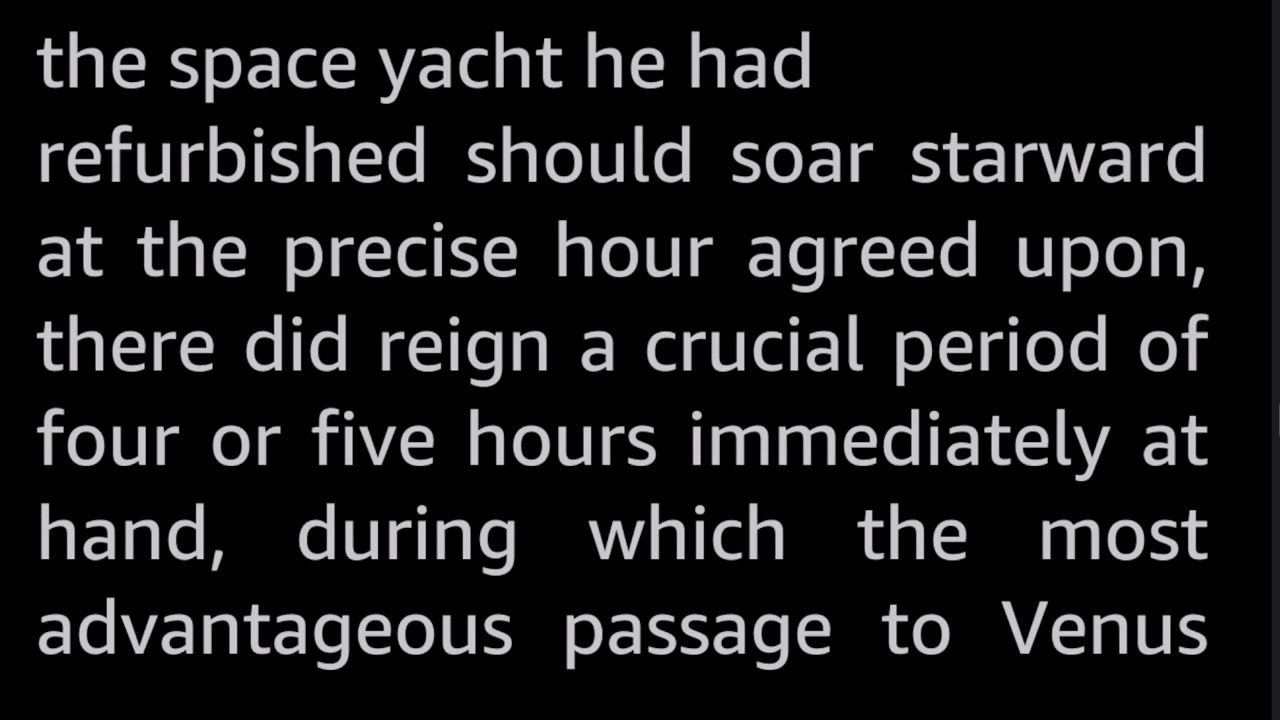 the space yacht he had
refurbished should soar starward
at the precise hour agreed upon,
there did reign a crucial period of
four or five hours immediately at
hand, during which the most
advantageous passage to Venus